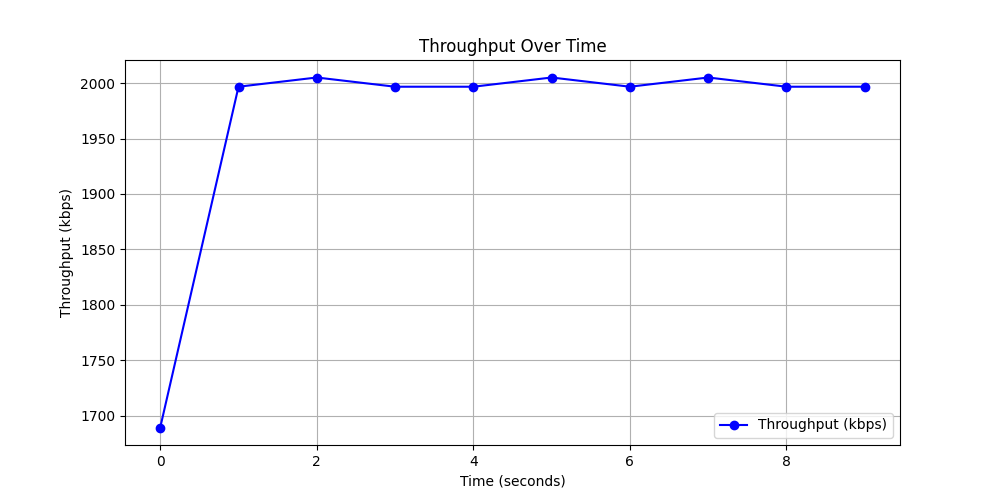 Throughput Over Time
Throughput (kbps)
2000
1950
1900
1850
1800
1750
1700
Throughput (kbps)
0 2 4 6 8
Time (seconds)